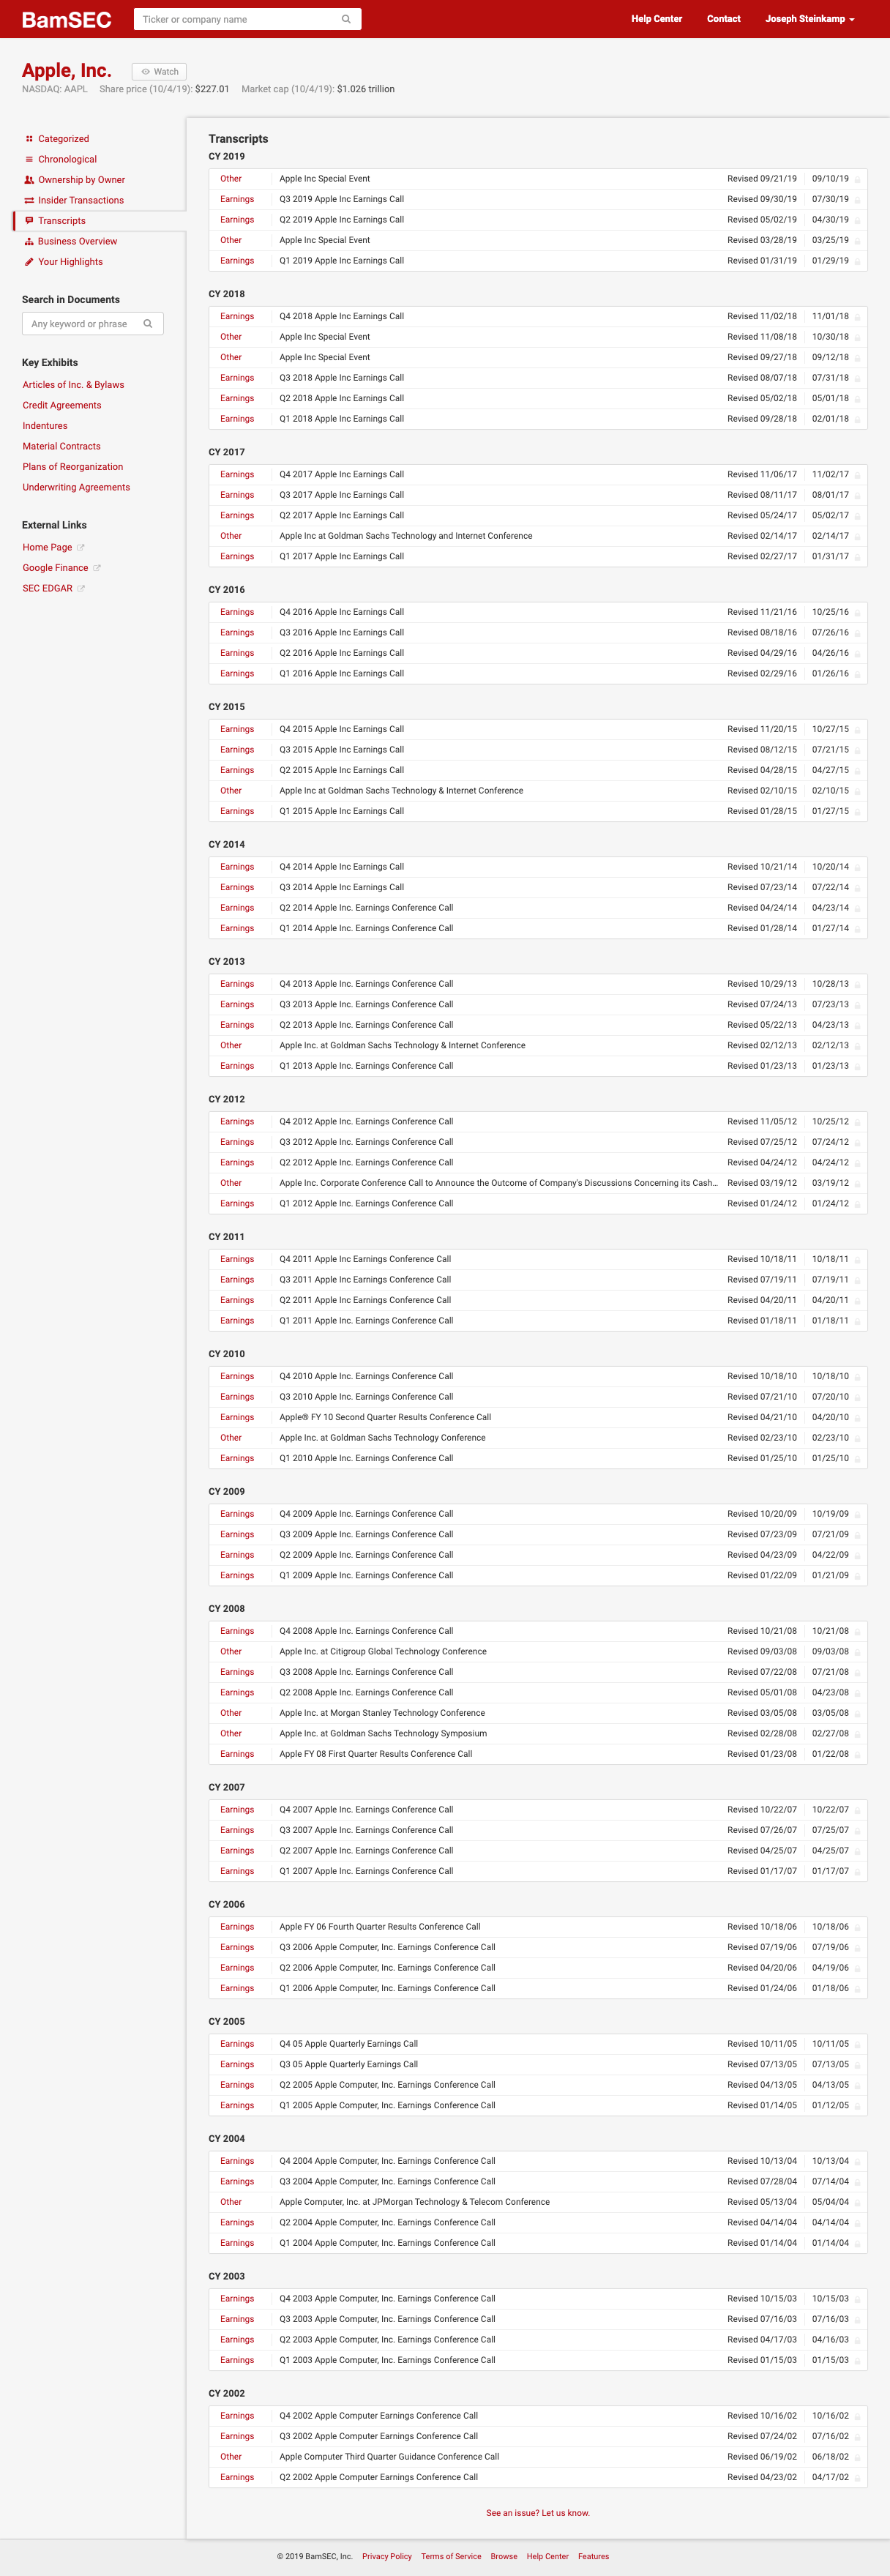 BamSEC
Ticker or company name
Help Center Contact Joseph Steinkamp
Apple, Inc. Watch
NASDAQ: AAPL Share price (10/4/19): $227.01 Market cap (10/4/19): $1.026 trillion
Categorized
Chronological
Ownership by Owner
Insider Transactions
Transcripts
Business Overview
Your Highlights
Search in Documents
Any keyword or phrase
Key Exhibits
Articles of Inc. & Bylaws
Credit Agreements
Indentures
Material Contracts
Plans of Reorganization
Underwriting Agreements
External Links
Home Page
Google Finance
SEC EDGAR
Transcripts
CY 2019
Other Apple Inc Special Event Revised 09/21/19 09/10/19
Earnings Q3 2019 Apple Inc Earnings Call Revised 09/30/19 07/30/19
Earnings Q2 2019 Apple Inc Earnings Call Revised 05/02/19 04/30/19
Other Apple Inc Special Event Revised 03/28/19 03/25/19
Earnings Q1 2019 Apple Inc Earnings Call Revised 01/31/19 01/29/19
CY 2018
Earnings Q4 2018 Apple Inc Earnings Call Revised 11/02/18 11/01/18
Other Apple Inc Special Event Revised 11/08/18 10/30/18
Other Apple Inc Special Event Revised 09/27/18 09/12/18
Earnings Q3 2018 Apple Inc Earnings Call Revised 08/07/18 07/31/18
Earnings Q2 2018 Apple Inc Earnings Call Revised 05/02/18 05/01/18
Earnings Q1 2018 Apple Inc Earnings Call Revised 09/28/18 02/01/18
CY 2017
Earnings Q4 2017 Apple Inc Earnings Call Revised 11/06/17 11/02/17
Earnings Q3 2017 Apple Inc Earnings Call Revised 08/11/17 08/01/17
Earnings Q2 2017 Apple Inc Earnings Call Revised 05/24/17 05/02/17
Other Apple Inc at Goldman Sachs Technology and Internet Conference Revised 02/14/17 02/14/17
Earnings Q1 2017 Apple Inc Earnings Call Revised 02/27/17 01/31/17
CY 2016
Earnings Q4 2016 Apple Inc Earnings Call Revised 11/21/16 10/25/16
Earnings Q3 2016 Apple Inc Earnings Call Revised 08/18/16 07/26/16
Earnings Q2 2016 Apple Inc Earnings Call Revised 04/29/16 04/26/16
Earnings Q1 2016 Apple Inc Earnings Call Revised 02/29/16 01/26/16
CY 2015
Earnings Q4 2015 Apple Inc Earnings Call Revised 11/20/15 10/27/15
Earnings Q3 2015 Apple Inc Earnings Call Revised 08/12/15 07/21/15
Earnings Q2 2015 Apple Inc Earnings Call Revised 04/28/15 04/27/15
Other Apple Inc at Goldman Sachs Technology & Internet Conference Revised 02/10/15 02/10/15
Earnings Q1 2015 Apple Inc Earnings Call Revised 01/28/15 01/27/15
CY 2014
Earnings Q4 2014 Apple Inc Earnings Call Revised 10/21/14 10/20/14
Earnings Q3 2014 Apple Inc Earnings Call Revised 07/23/14 07/22/14
Earnings Q2 2014 Apple Inc. Earnings Conference Call Revised 04/24/14 04/23/14
Earnings Q1 2014 Apple Inc. Earnings Conference Call Revised 01/28/14 01/27/14
CY 2013
Earnings Q4 2013 Apple Inc. Earnings Conference Call Revised 10/29/13 10/28/13
Earnings Q3 2013 Apple Inc. Earnings Conference Call Revised 07/24/13 07/23/13
Earnings Q2 2013 Apple Inc. Earnings Conference Call Revised 05/22/13 04/23/13
Other Apple Inc. at Goldman Sachs Technology & Internet Conference Revised 02/12/13 02/12/13
Earnings Q1 2013 Apple Inc. Earnings Conference Call Revised 01/23/13 01/23/13
CY 2012
Earnings Q4 2012 Apple Inc. Earnings Conference Call Revised 11/05/12 10/25/12
Earnings Q3 2012 Apple Inc. Earnings Conference Call Revised 07/25/12 07/24/12
Earnings Q2 2012 Apple Inc. Earnings Conference Call Revised 04/24/12 04/24/12
Other Apple Inc. Corporate Conference Call to Announce the Outcome of Company's Discussions Concerning its Cash... Revised 03/19/12 03/19/12
Earnings Q1 2012 Apple Inc. Earnings Conference Call Revised 01/24/12 01/24/12
CY 2011
Earnings Q4 2011 Apple Inc Earnings Conference Call Revised 10/18/11 10/18/11
Earnings Q3 2011 Apple Inc Earnings Conference Call Revised 07/19/11 07/19/11
Earnings Q2 2011 Apple Inc Earnings Conference Call Revised 04/20/11 04/20/11
Earnings Q1 2011 Apple Inc. Earnings Conference Call Revised 01/18/11 01/18/11
CY 2010
Earnings Q4 2010 Apple Inc. Earnings Conference Call Revised 10/18/10 10/18/10
Earnings Q3 2010 Apple Inc. Earnings Conference Call Revised 07/21/10 07/20/10
Earnings Apple® FY 10 Second Quarter Results Conference Call Revised 04/21/10 04/20/10
Other Apple Inc. at Goldman Sachs Technology Conference Revised 02/23/10 02/23/10
Earnings Q1 2010 Apple Inc. Earnings Conference Call Revised 01/25/10 01/25/10
CY 2009
Earnings Q4 2009 Apple Inc. Earnings Conference Call Revised 10/20/09 10/19/09
Earnings Q3 2009 Apple Inc. Earnings Conference Call Revised 07/23/09 07/21/09
Earnings Q2 2009 Apple Inc. Earnings Conference Call Revised 04/23/09 04/22/09
Earnings Q1 2009 Apple Inc. Earnings Conference Call Revised 01/22/09 01/21/09
CY 2008
Earnings Q4 2008 Apple Inc. Earnings Conference Call Revised 10/21/08 10/21/08
Other Apple Inc. at Citigroup Global Technology Conference Revised 09/03/08 09/03/08
Earnings Q3 2008 Apple Inc. Earnings Conference Call Revised 07/22/08 07/21/08
Earnings Q2 2008 Apple Inc. Earnings Conference Call Revised 05/01/08 04/23/08
Other Apple Inc. at Morgan Stanley Technology Conference Revised 03/05/08 03/05/08
Other Apple Inc. at Goldman Sachs Technology Symposium Revised 02/28/08 02/27/08
Earnings Apple FY 08 First Quarter Results Conference Call Revised 01/23/08 01/22/08
CY 2007
Earnings Q4 2007 Apple Inc. Earnings Conference Call Revised 10/22/07 10/22/07
Earnings Q3 2007 Apple Inc. Earnings Conference Call Revised 07/26/07 07/25/07
Earnings Q2 2007 Apple Inc. Earnings Conference Call Revised 04/25/07 04/25/07
Earnings Q1 2007 Apple Inc. Earnings Conference Call Revised 01/17/07 01/17/07
CY 2006
Earnings Apple FY 06 Fourth Quarter Results Conference Call Revised 10/18/06 10/18/06
Earnings Q3 2006 Apple Computer, Inc. Earnings Conference Call Revised 07/19/06 07/19/06
Earnings Q2 2006 Apple Computer, Inc. Earnings Conference Call Revised 04/20/06 04/19/06
Earnings Q1 2006 Apple Computer, Inc. Earnings Conference Call Revised 01/24/06 01/18/06
CY 2005
Earnings Q4 05 Apple Quarterly Earnings Call Revised 10/11/05 10/11/05
Earnings Q3 05 Apple Quarterly Earnings Call Revised 07/13/05 07/13/05
Earnings Q2 2005 Apple Computer, Inc. Earnings Conference Call Revised 04/13/05 04/13/05
Earnings Q1 2005 Apple Computer, Inc. Earnings Conference Call Revised 01/14/05 01/12/05
CY 2004
Earnings Q4 2004 Apple Computer, Inc. Earnings Conference Call Revised 10/13/04 10/13/04
Earnings Q3 2004 Apple Computer, Inc. Earnings Conference Call Revised 07/28/04 07/14/04
Other Apple Computer, Inc. at JPMorgan Technology & Telecom Conference Revised 05/13/04 05/04/04
Earnings Q2 2004 Apple Computer, Inc. Earnings Conference Call Revised 04/14/04 04/14/04
Earnings Q1 2004 Apple Computer, Inc. Earnings Conference Call Revised 01/14/04 01/14/04
CY 2003
Earnings Q4 2003 Apple Computer, Inc. Earnings Conference Call Revised 10/15/03 10/15/03
Earnings Q3 2003 Apple Computer, Inc. Earnings Conference Call Revised 07/16/03 07/16/03
Earnings Q2 2003 Apple Computer, Inc. Earnings Conference Call Revised 04/17/03 04/16/03
Earnings Q1 2003 Apple Computer, Inc. Earnings Conference Call Revised 01/15/03 01/15/03
CY 2002
Earnings Q4 2002 Apple Computer Earnings Conference Call Revised 10/16/02 10/16/02
Earnings Q3 2002 Apple Computer Earnings Conference Call Revised 07/24/02 07/16/02
Other Apple Computer Third Quarter Guidance Conference Call Revised 06/19/02 06/18/02
Earnings Q2 2002 Apple Computer Earnings Conference Call Revised 04/23/02 04/17/02
See an issue? Let us know.
© 2019 BamSEC, Inc. Privacy Policy Terms of Service Browse Help Center Features